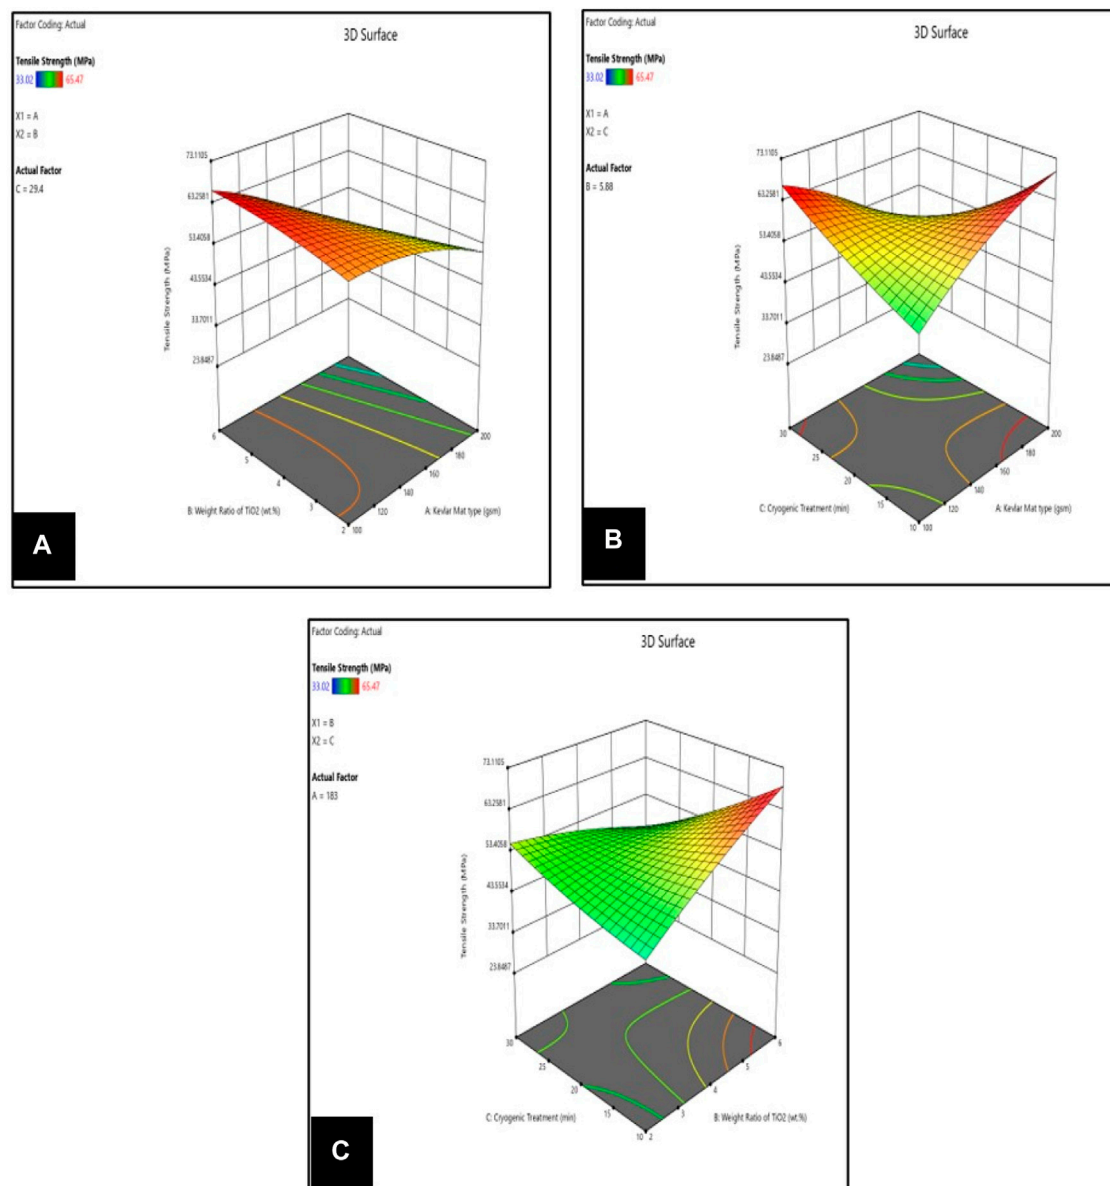 Factor Coding: Actual
3D Surface
Tensile Strength (MPa)
33.02 65.47
X1 = A
X2 = B
Actual Factor
C = 29.4
73.1105
63.2581
53.4058
43.5534
33.7011
23.8487
Tensile Strength (MPa)
6
5
4
3
2
100
120
140
160
180
200
B: Weight Ratio of TiO2 (wt.%)
A: Kevlar Mat type (gsm)
A
Factor Coding: Actual
3D Surface
Tensile Strength (MPa)
33.02 65.47
X1 = A
X2 = C
Actual Factor
B = 5.88
73.1105
63.2581
53.4058
43.5534
33.7011
23.8487
Tensile Strength (MPa)
30
25
20
15
10
100
120
140
160
180
200
C: Cryogenic Treatment (min)
A: Kevlar Mat type (gsm)
B
Factor Coding: Actual
3D Surface
Tensile Strength (MPa)
33.02 65.47
X1 = B
X2 = C
Actual Factor
A = 183
73.1105
63.2581
53.4058
43.5534
33.7011
23.8487
Tensile Strength (MPa)
30
25
20
15
10
2
3
4
5
6
C: Cryogenic Treatment (min)
B: Weight Ratio of TiO2 (wt.%)
C